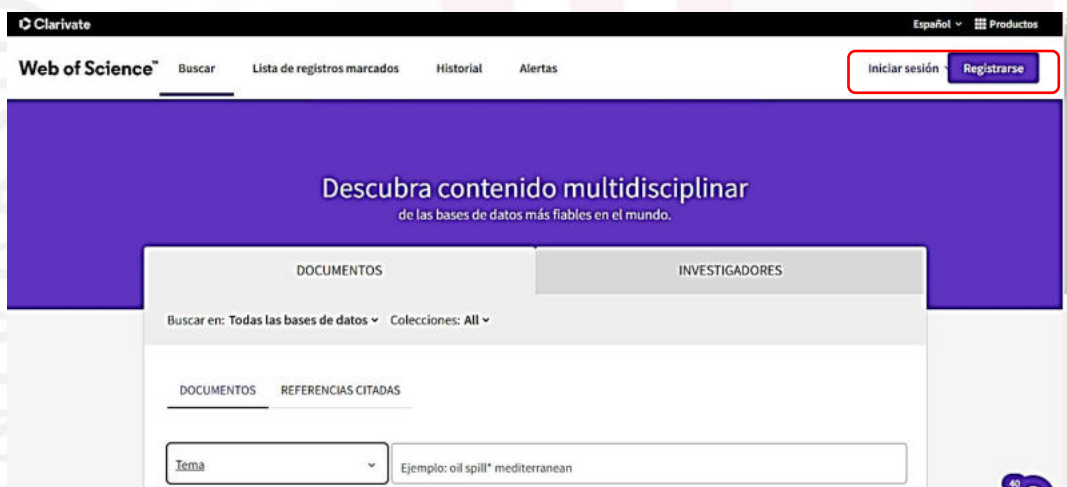 Clarivate
Español Productos
Web of Science™ Buscar Lista de registros marcados Historial Alertas Iniciar sesión Registrarse
Descubra contenido multidisciplinar
de las bases de datos más fiables en el mundo.
DOCUMENTOS INVESTIGADORES
Buscar en: Todas las bases de datos Colecciones: All
DOCUMENTOS REFERENCIAS CITADAS
Tema Ejemplo: oil spill* mediterranean
40